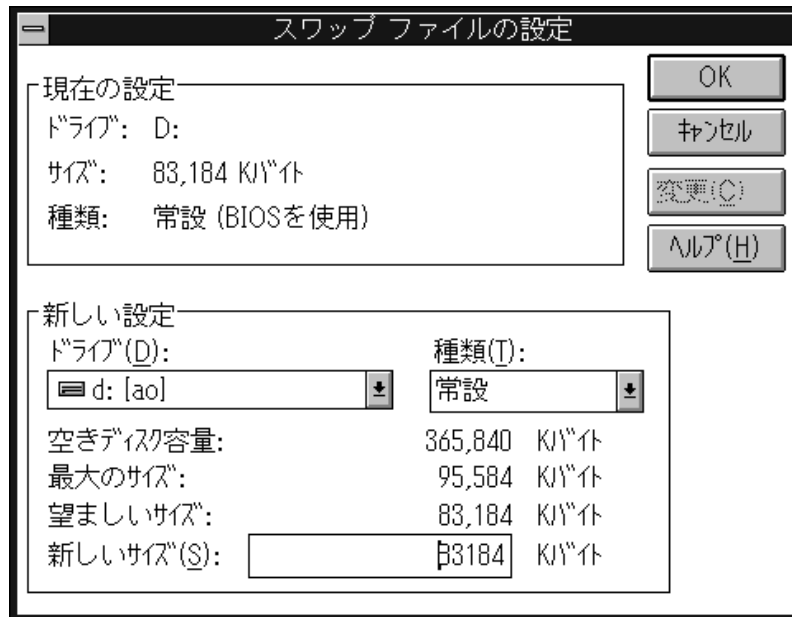 スワップ ファイルの設定
現在の設定
ﾄﾞﾗｲﾌﾞ: D:
ｻｲｽﾞ: 83,184 Kﾊﾞｲﾄ
種類: 常設 (BIOSを使用)
OK
ｷｬﾝｾﾙ
変更(C)
ﾍﾙﾌﾟ(H)
新しい設定
ﾄﾞﾗｲﾌﾞ(D): 種類(T):
d: [ao] 常設
空きﾃﾞｨｽｸ容量: 365,840 Kﾊﾞｲﾄ
最大のｻｲｽﾞ: 95,584 Kﾊﾞｲﾄ
望ましいｻｲｽﾞ: 83,184 Kﾊﾞｲﾄ
新しいｻｲｽﾞ(S): 83184 Kﾊﾞｲﾄ